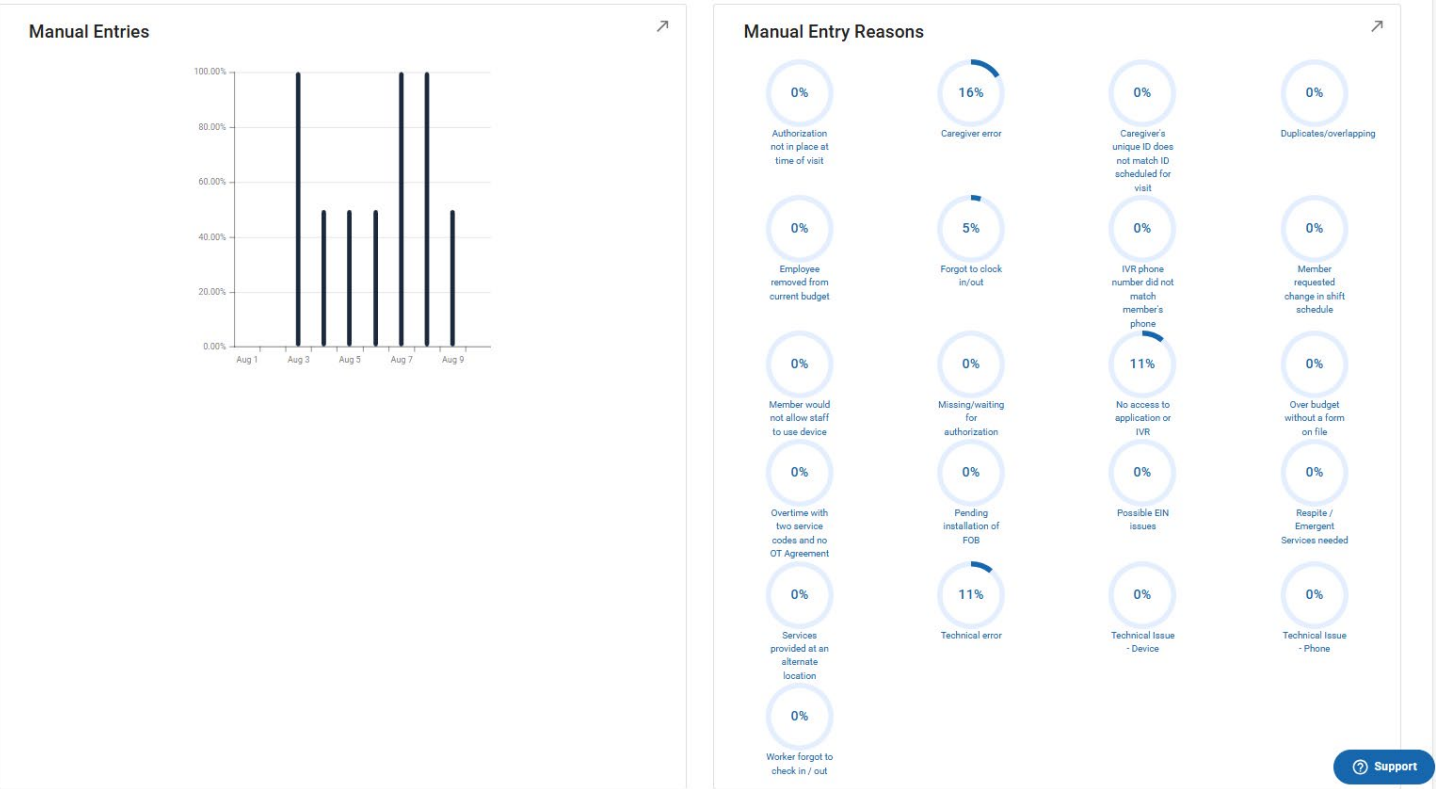 Manual Entries
100.00%
80.00%
60.00%
40.00%
20.00%
0.00%
Aug 1 Aug 3 Aug 5 Aug 7 Aug 9
Manual Entry Reasons
0%
Authorization
not in place at
time of visit
16%
Caregiver error
0%
Caregiver's
unique ID does
not match ID
scheduled for
visit
0%
Duplicates/overlapping
0%
Employee
removed from
current budget
5%
Forgot to clock
in/out
0%
IVR phone
number did not
match
member's
phone
0%
Member
requested
change in shift
schedule
0%
Member would
not allow staff
to use device
0%
Missing/waiting
for
authorization
11%
No access to
application or
IVR
0%
Over budget
without a form
on file
0%
Overtime with
two service
codes and no
OT Agreement
0%
Pending
installation of
FOB
0%
Possible EIN
issues
0%
Respite /
Emergent
Services needed
0%
Services
provided at an
alternate
location
11%
Technical error
0%
Technical Issue
- Device
0%
Technical Issue
- Phone
0%
Worker forgot to
check in / out
Support